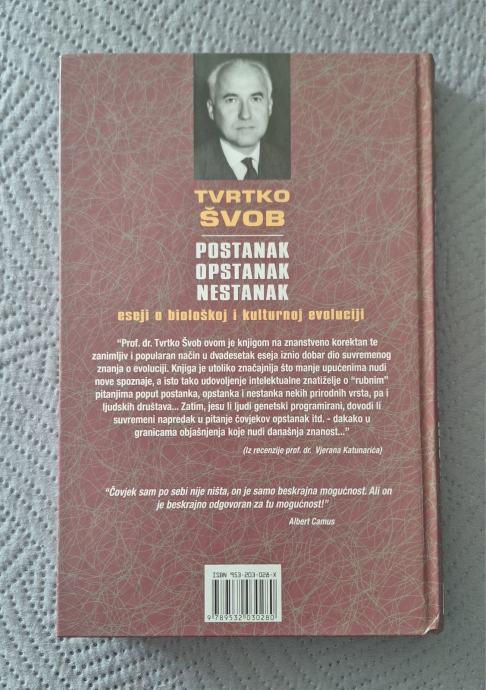 TVRTKO
ŠVOB
POSTANAK
OPSTANAK
NESTANAK
eseji o biološkoj i kulturnoj evoluciji
“Prof. dr. Tvrtko Švob ovom je knjigom na znanstveno korektan te
zanimljiv i popularan način u dvadesetak eseja iznio dobar dio suvremenog
znanja o evoluciji. Knjiga je utoliko značajnija što manje upućenima nudi
nove spoznaje, a isto tako udovoljenje intelektualne znatiželje o “rubnim”
pitanjima poput postanka, opstanka i nestanka nekih prirodnih vrsta, pa i
ljudskih društava... Zatim, jesu li ljudi genetski programirani, dovodi li
suvremeni napredak u pitanje čovjekov opstanak itd. - dakako u
granicama objašnjenja koje nudi današnja znanost...”
(Iz recenzije prof. dr. Vjerana Katunarića)
“Čovjek sam po sebi nije ništa, on je samo beskrajna mogućnost. Ali on
je beskrajno odgovoran za tu mogućnost!”
Albert Camus
ISBN 953-203-028-X
9 789532 030280